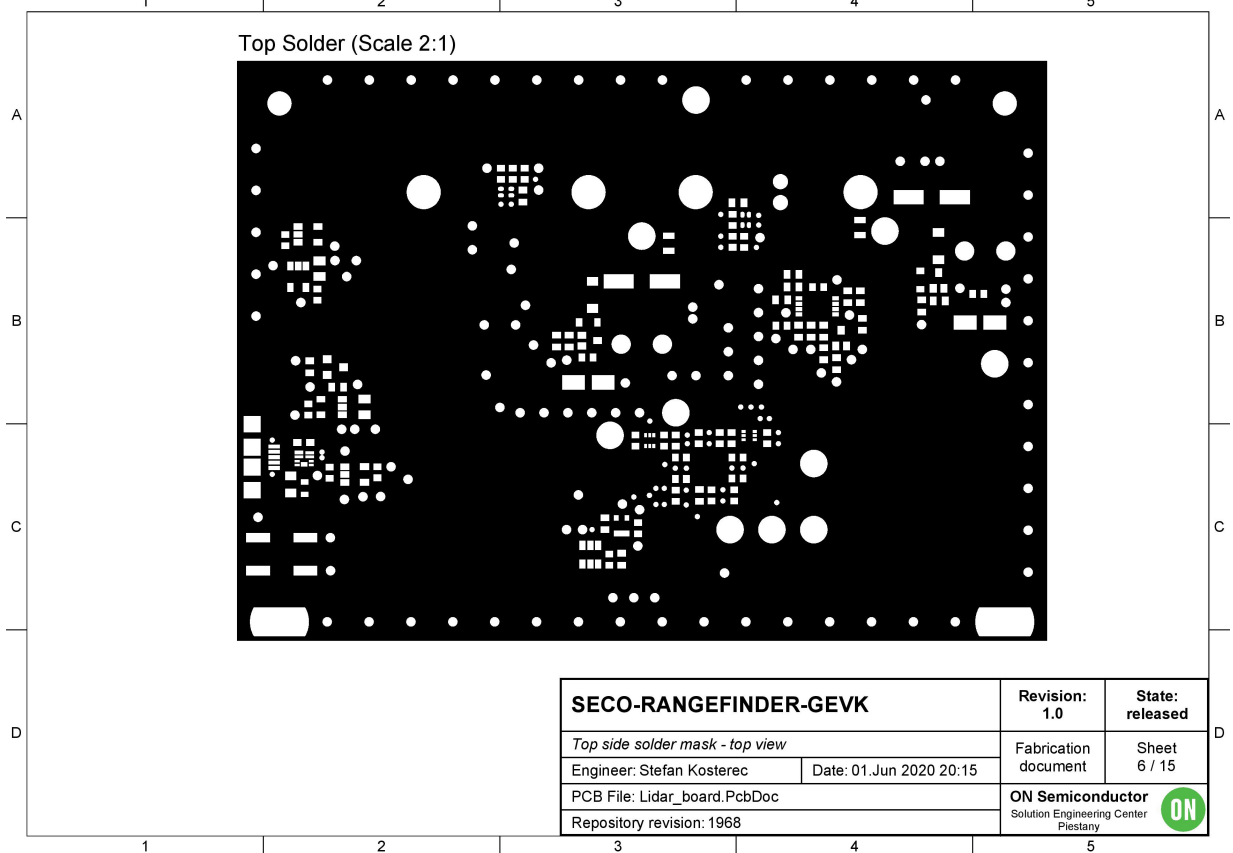 1 2 3 4 5
Top Solder (Scale 2:1)
A A
B B
C C
SECO-RANGEFINDER-GEVK
Revision:
1.0
State:
released
D D
Top side solder mask - top view
Fabrication
document
Sheet
6 / 15
Engineer: Stefan Kosterec
Date: 01.Jun 2020 20:15
PCB File: Lidar_board.PcbDoc
Repository revision: 1968
ON Semiconductor
Solution Engineering Center
Piestany
ON
1 2 3 4 5